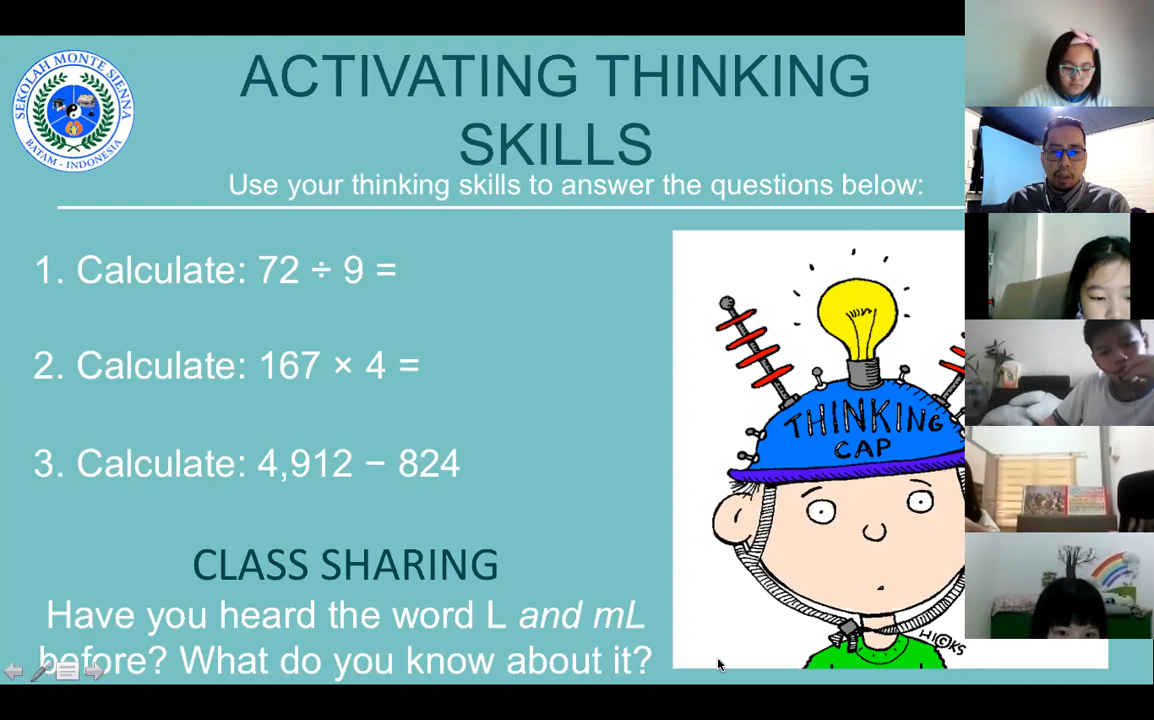 SEKOLAH MONTE SIENNA
BATAM - INDONESIA
ACTIVATING THINKING
SKILLS
Use your thinking skills to answer the questions below:
1. Calculate: 72 ÷ 9 =
2. Calculate: 167 × 4 =
3. Calculate: 4,912 − 824
THINKING
CAP
HICKS
CLASS SHARING
Have you heard the word L and mL
before? What do you know about it?